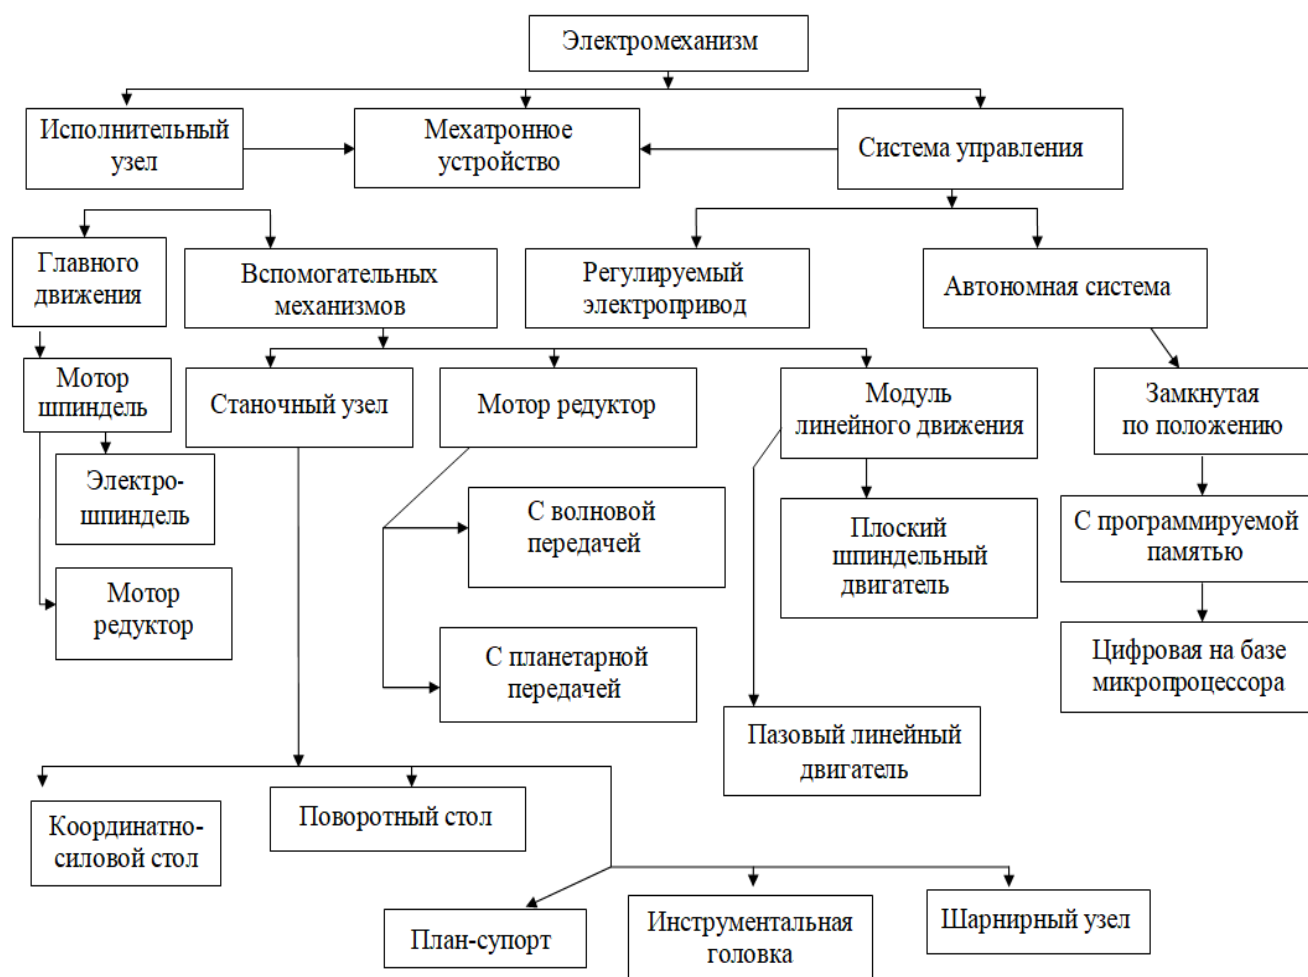 Электромеханизм
Исполнительный
узел
Мехатронное
устройство
Система управления
Главного
движения
Вспомогательных
механизмов
Регулируемый
электропривод
Автономная система
Мотор
шпиндель
Станочный узел
Мотор редуктор
Модуль
линейного движения
Замкнутая
по положению
Электро-
шпиндель
С волновой
передачей
Плоский
шпиндельный
двигатель
С программируемой
памятью
Мотор
редуктор
С планетарной
передачей
Цифровая на базе
микропроцессора
Пазовый линейный
двигатель
Координатно-
силовой стол
Поворотный стол
План-супорт
Инструментальная
головка
Шарнирный узел